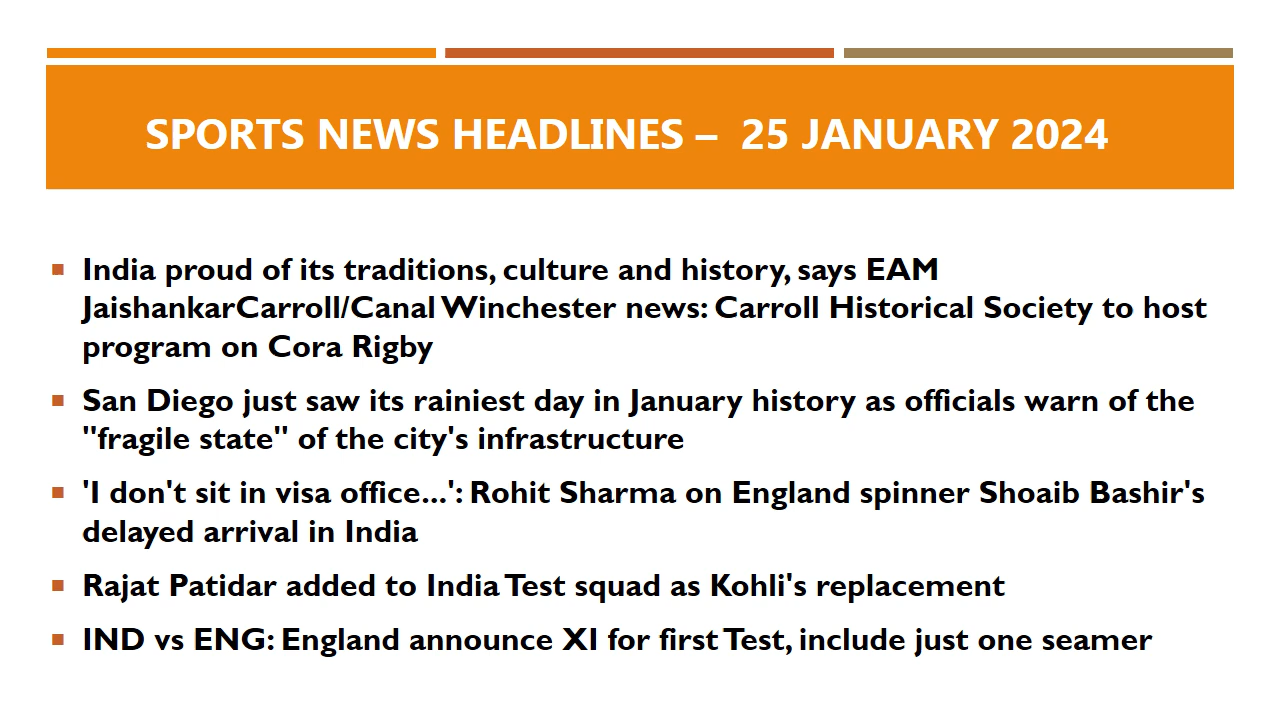 SPORTS NEWS HEADLINES – 25 JANUARY 2024
India proud of its traditions, culture and history, says EAM
JaishankarCarroll/Canal Winchester news: Carroll Historical Society to host
program on Cora Rigby
San Diego just saw its rainiest day in January history as officials warn of the
"fragile state" of the city's infrastructure
'I don't sit in visa office...': Rohit Sharma on England spinner Shoaib Bashir's
delayed arrival in India
Rajat Patidar added to India Test squad as Kohli's replacement
IND vs ENG: England announce XI for first Test, include just one seamer